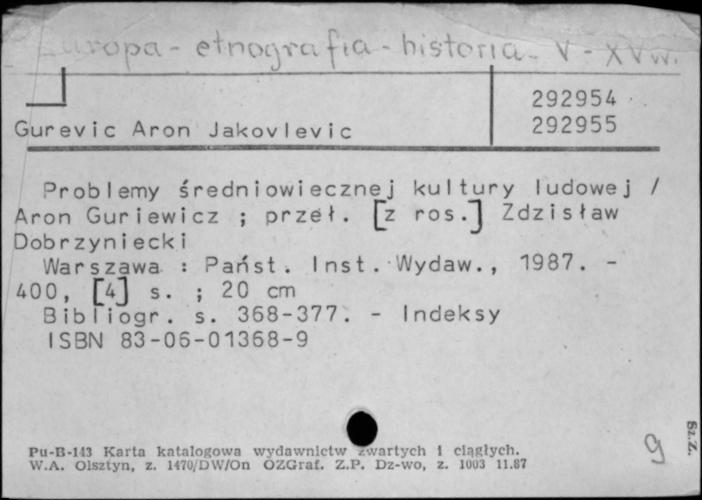 Europa - etnografia - historia - V - XVw.
292954
Gurevic Aron Jakovlevic
292955
Problemy średniowiecznej kultury ludowej /
Aron Guriewicz ; przeł. [z ros.] Zdzisław
Dobrzyniecki
Warszawa : Państ. Inst. Wydaw., 1987. -
400, [4] s. ; 20 cm
Bibliogr. s. 368-377. - Indeksy
ISBN 83-06-01368-9
Pu-B-143 Karta katalogowa wydawnictw zwartych i ciągłych.
W.A. Olsztyn, z. 1470/DW/On OZGraf. Z.P. Dz-wo, z. 1003 11.87
9
Sz.Z.